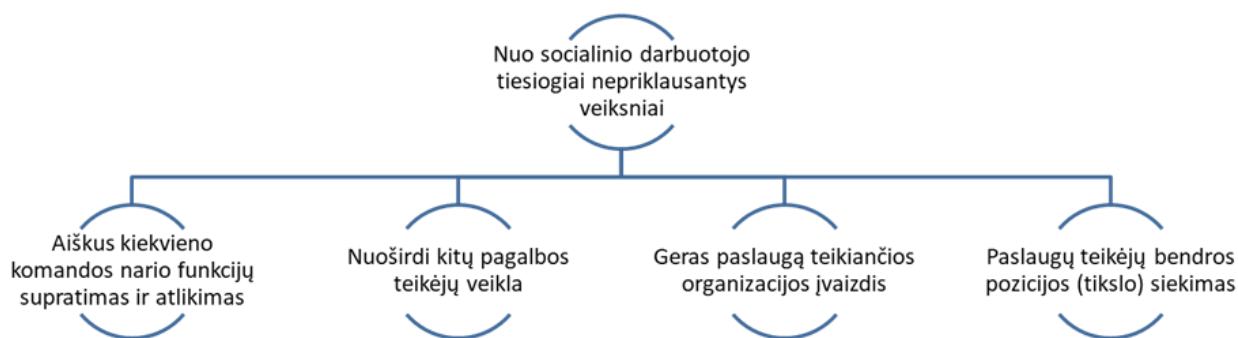 Nuo socialinio darbuotojo
tiesiogiai nepriklausantys
veiksniai
Aiškus kiekvieno
komandos nario funkcijų
supratimas ir atlikimas
Nuoširdi kitų pagalbos
teikėjų veikla
Geras paslaugą teikiančios
organizacijos įvaizdis
Paslaugų teikėjų bendros
pozicijos (tikslo) siekimas